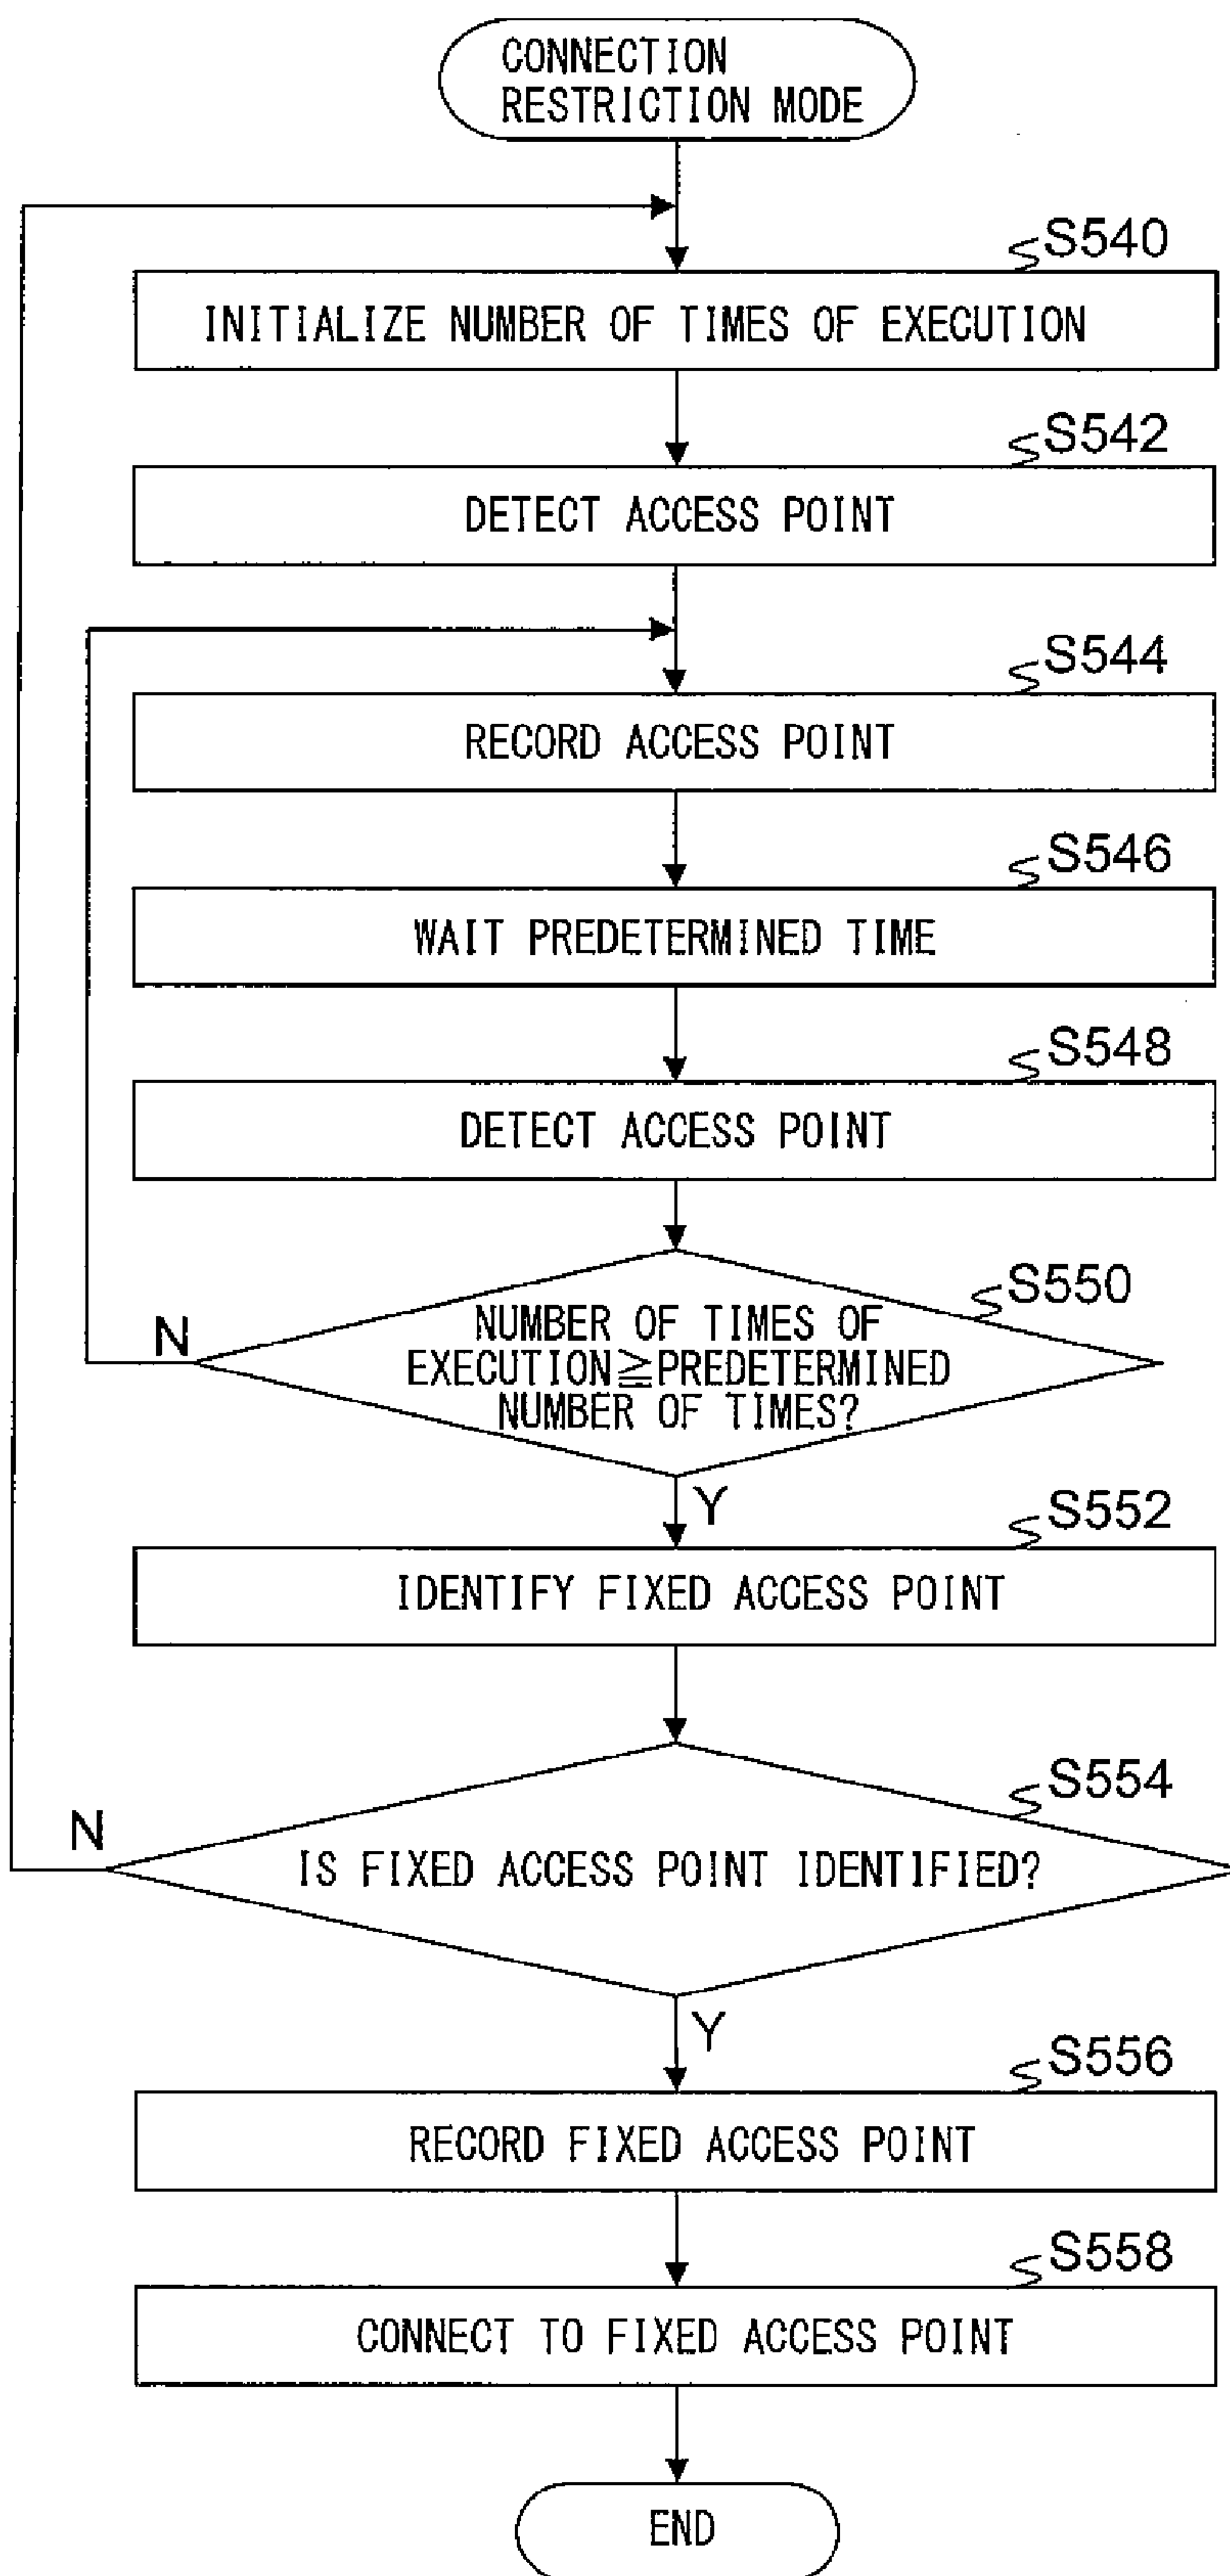 CONNECTION
RESTRICTION MODE
S540
INITIALIZE NUMBER OF TIMES OF EXECUTION
S542
DETECT ACCESS POINT
S544
RECORD ACCESS POINT
S546
WAIT PREDETERMINED TIME
S548
DETECT ACCESS POINT
S550
NUMBER OF TIMES OF
EXECUTION≧PREDETERMINED
NUMBER OF TIMES?
N
Y
S552
IDENTIFY FIXED ACCESS POINT
S554
N
IS FIXED ACCESS POINT IDENTIFIED?
Y
S556
RECORD FIXED ACCESS POINT
S558
CONNECT TO FIXED ACCESS POINT
END